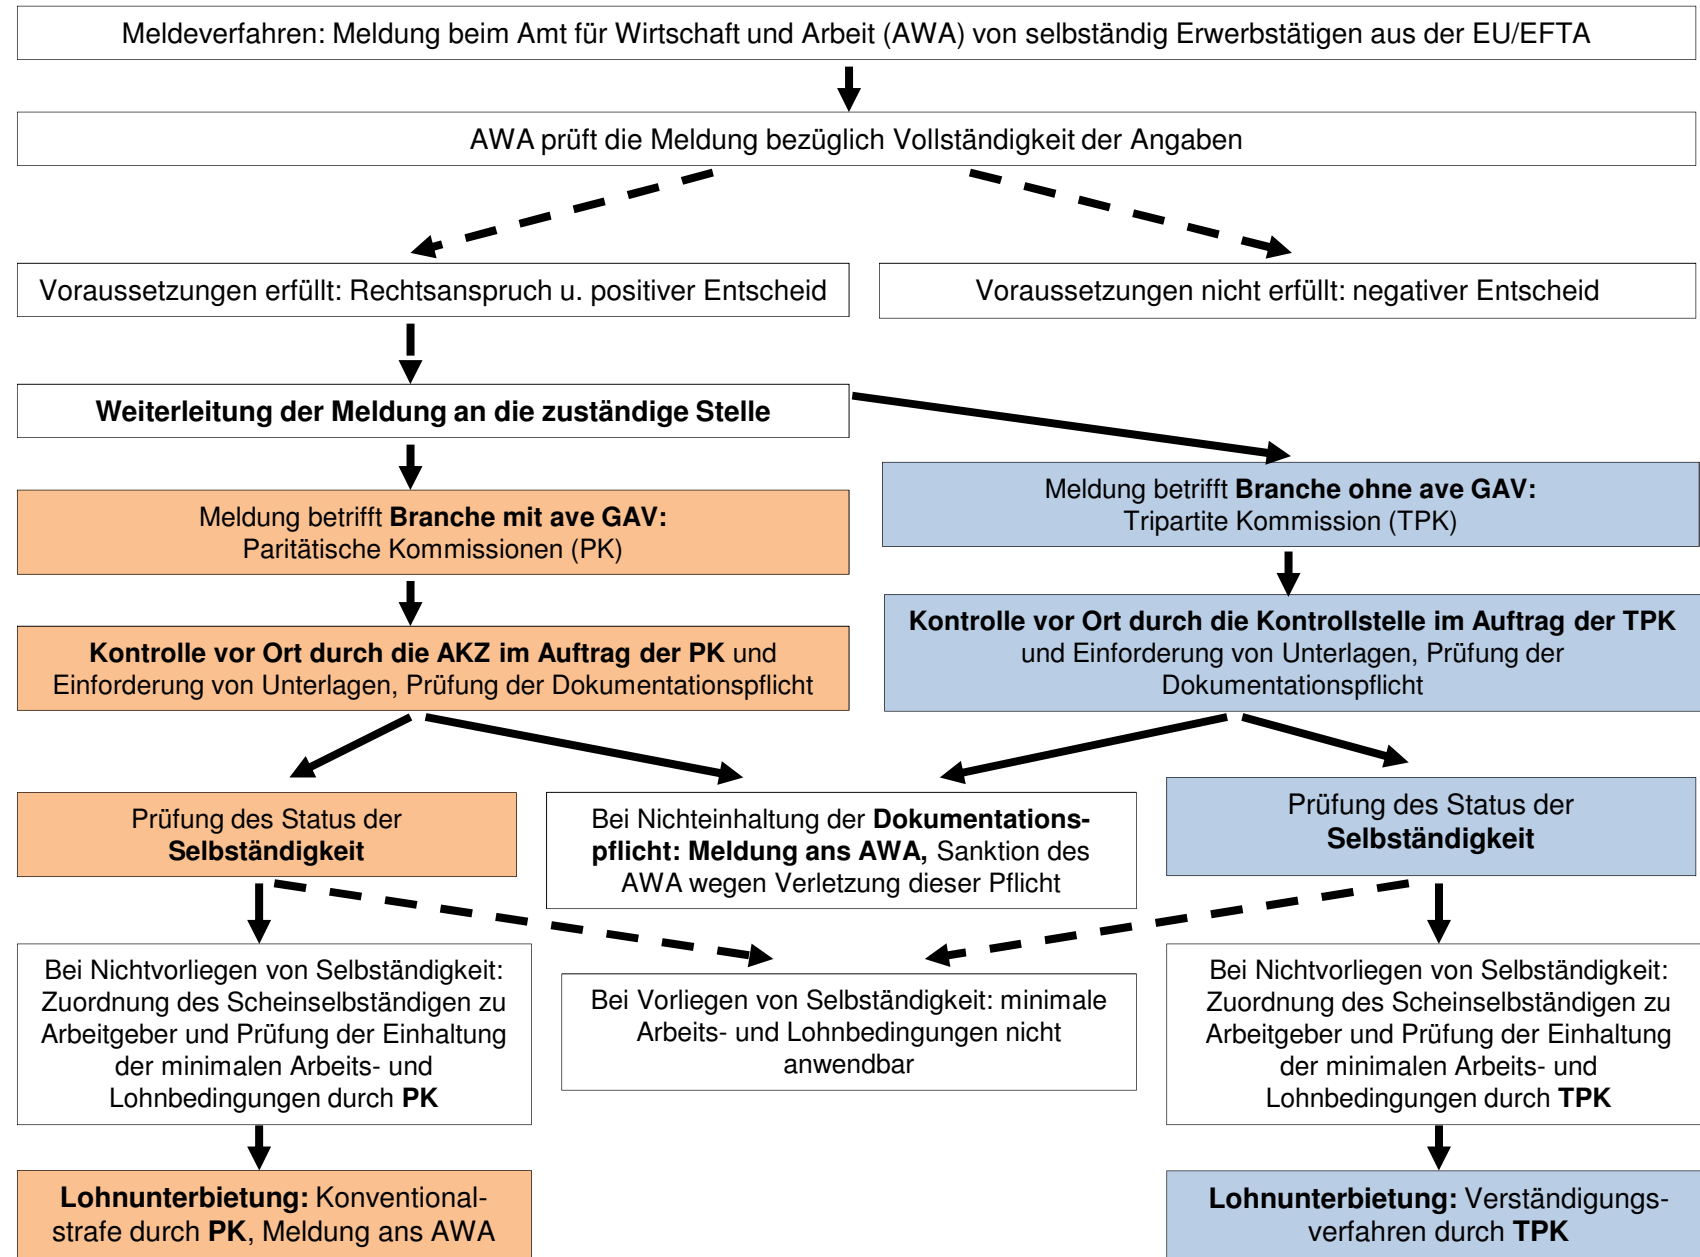 Meldeverfahren: Meldung beim Amt für Wirtschaft und Arbeit (AWA) von selbständig Erwerbstätigen aus der EU/EFTA
AWA prüft die Meldung bezüglich Vollständigkeit der Angaben
Voraussetzungen erfüllt: Rechtsanspruch u. positiver Entscheid
Voraussetzungen nicht erfüllt: negativer Entscheid
Weiterleitung der Meldung an die zuständige Stelle
Meldung betrifft Branche mit ave GAV:
Paritätische Kommissionen (PK)
Meldung betrifft Branche ohne ave GAV:
Tripartite Kommission (TPK)
Kontrolle vor Ort durch die AKZ im Auftrag der PK und
Einforderung von Unterlagen, Prüfung der Dokumentationspflicht
Kontrolle vor Ort durch die Kontrollstelle im Auftrag der TPK
und Einforderung von Unterlagen, Prüfung der
Dokumentationspflicht
Prüfung des Status der
Selbständigkeit
Bei Nichteinhaltung der Dokumentations-
pflicht: Meldung ans AWA, Sanktion des
AWA wegen Verletzung dieser Pflicht
Prüfung des Status der
Selbständigkeit
Bei Nichtvorliegen von Selbständigkeit:
Zuordnung des Scheinselbständigen zu
Arbeitgeber und Prüfung der Einhaltung
der minimalen Arbeits- und
Lohnbedingungen durch PK
Bei Vorliegen von Selbständigkeit: minimale
Arbeits- und Lohnbedingungen nicht
anwendbar
Bei Nichtvorliegen von Selbständigkeit:
Zuordnung des Scheinselbständigen zu
Arbeitgeber und Prüfung der Einhaltung
der minimalen Arbeits- und
Lohnbedingungen durch TPK
Lohnunterbietung: Konventional-
strafe durch PK, Meldung ans AWA
Lohnunterbietung: Verständigungs-
verfahren durch TPK